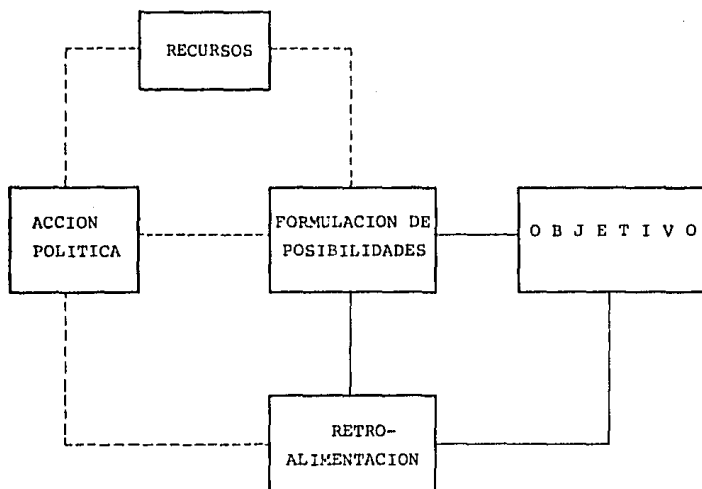 RECURSOS
ACCION
POLITICA
FORMULACION DE
POSIBILIDADES
O B J E T I V O
RETRO-
ALIMENTACION